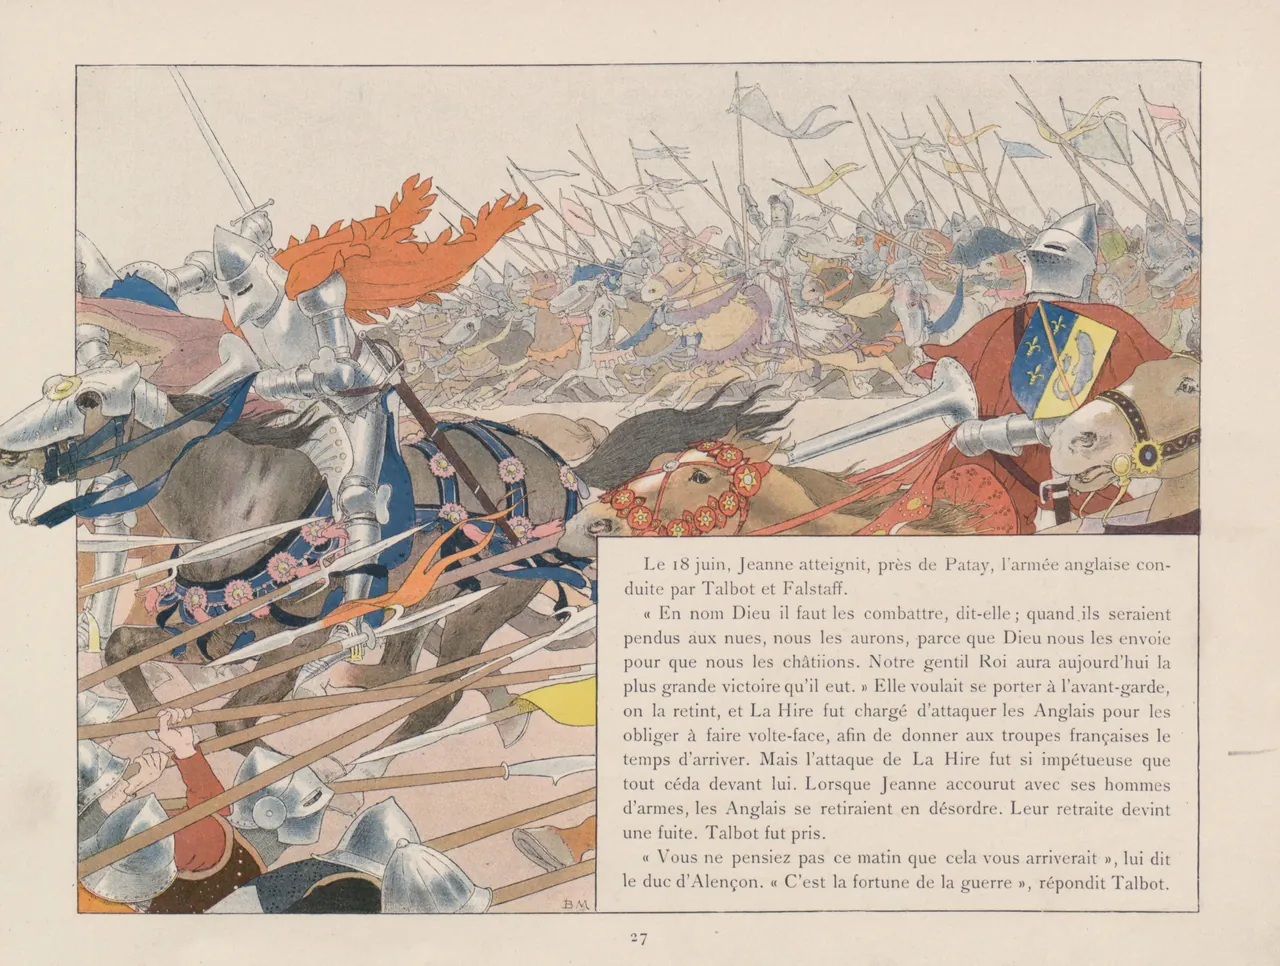 Le 18 juin, Jeanne atteignit, près de Patay, l'armée anglaise con-
duite par Talbot et Falstaff.
« En nom Dieu il faut les combattre, dit-elle ; quand ils seraient
pendus aux nues, nous les aurons, parce que Dieu nous les envoie
pour que nous les châtiions. Notre gentil Roi aura aujourd'hui la
plus grande victoire qu'il eut. » Elle voulait se porter à l'avant-garde,
on la retint, et La Hire fut chargé d'attaquer les Anglais pour les
obliger à faire volte-face, afin de donner aux troupes françaises le
temps d'arriver. Mais l'attaque de La Hire fut si impétueuse que
tout céda devant lui. Lorsque Jeanne accourut avec ses hommes
d'armes, les Anglais se retiraient en désordre. Leur retraite devint
une fuite. Talbot fut pris.
« Vous ne pensiez pas ce matin que cela vous arriverait », lui dit
le duc d'Alençon. « C'est la fortune de la guerre », répondit Talbot.
BM
27